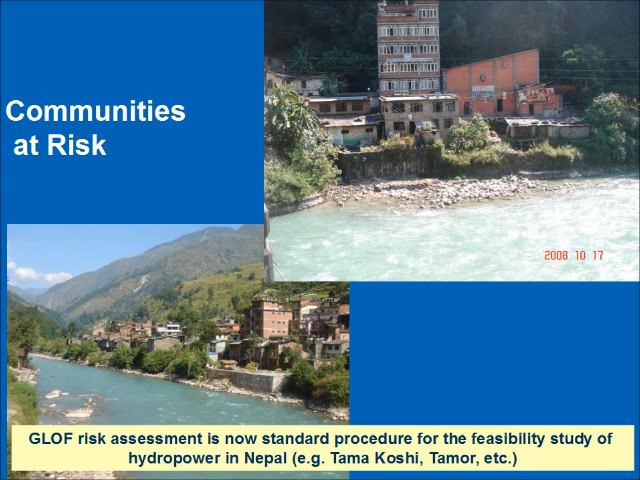 Communities
at Risk
2008 10 17
GLOF risk assessment is now standard procedure for the feasibility study of
hydropower in Nepal (e.g. Tama Koshi, Tamor, etc.)